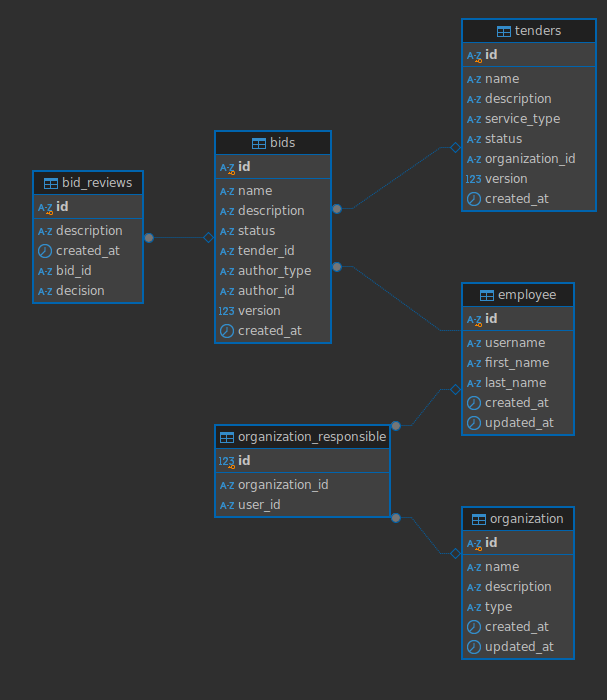 tenders
A-Z id
A-Z name
A-Z description
A-Z service_type
A-Z status
A-Z organization_id
123 version
created_at
bids
A-Z id
A-Z name
A-Z description
A-Z status
A-Z tender_id
A-Z author_type
A-Z author_id
123 version
created_at
bid_reviews
A-Z id
A-Z description
created_at
A-Z bid_id
A-Z decision
employee
A-Z id
A-Z username
A-Z first_name
A-Z last_name
created_at
updated_at
organization_responsible
123 id
A-Z organization_id
A-Z user_id
organization
A-Z id
A-Z name
A-Z description
A-Z type
created_at
updated_at